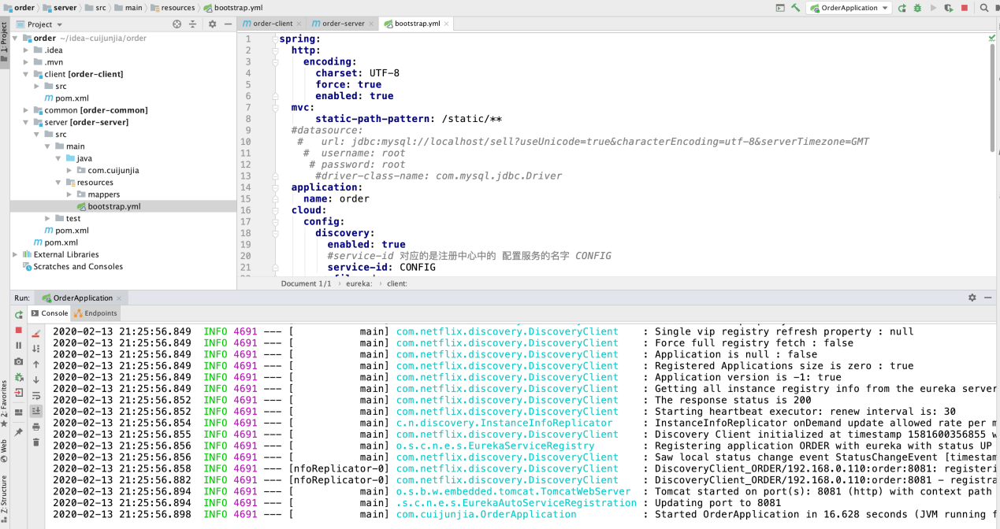 order server src main resources bootstrap.yml
OrderApplication
1: Project
Project
order ~/idea-cuijunjia/order
.idea
.mvn
client [order-client]
src
pom.xml
common [order-common]
server [order-server]
src
main
java
com.cuijunjia
resources
mappers
bootstrap.yml
test
pom.xml
pom.xml
External Libraries
Scratches and Consoles
order-client order-server bootstrap.yml
1 spring:
2 http:
3 encoding:
4 charset: UTF-8
5 force: true
6 enabled: true
7 mvc:
8 static-path-pattern: /static/**
9 #datasource:
10 # url: jdbc:mysql://localhost/sell?useUnicode=true&characterEncoding=utf-8&serverTimezone=GMT
11 # username: root
12 # password: root
13 #driver-class-name: com.mysql.jdbc.Driver
14 application:
15 name: order
16 cloud:
17 config:
18 discovery:
19 enabled: true
20 #service-id 对应的是注册中心中的 配置服务的名字 CONFIG
21 service-id: CONFIG
Document 1/1 › eureka: › client:
Run: OrderApplication
Console Endpoints
2020-02-13 21:25:56.849 INFO 4691 --- [ main] com.netflix.discovery.DiscoveryClient : Single vip registry refresh property : null
2020-02-13 21:25:56.849 INFO 4691 --- [ main] com.netflix.discovery.DiscoveryClient : Force full registry fetch : false
2020-02-13 21:25:56.849 INFO 4691 --- [ main] com.netflix.discovery.DiscoveryClient : Application is null : false
2020-02-13 21:25:56.849 INFO 4691 --- [ main] com.netflix.discovery.DiscoveryClient : Registered Applications size is zero : true
2020-02-13 21:25:56.849 INFO 4691 --- [ main] com.netflix.discovery.DiscoveryClient : Application version is -1: true
2020-02-13 21:25:56.849 INFO 4691 --- [ main] com.netflix.discovery.DiscoveryClient : Getting all instance registry info from the eureka server
2020-02-13 21:25:56.852 INFO 4691 --- [ main] com.netflix.discovery.DiscoveryClient : The response status is 200
2020-02-13 21:25:56.852 INFO 4691 --- [ main] com.netflix.discovery.DiscoveryClient : Starting heartbeat executor: renew interval is: 30
2020-02-13 21:25:56.854 INFO 4691 --- [ main] c.n.discovery.InstanceInfoReplicator : InstanceInfoReplicator onDemand update allowed rate per m
2020-02-13 21:25:56.855 INFO 4691 --- [ main] com.netflix.discovery.DiscoveryClient : Discovery Client initialized at timestamp 1581600356855 w
2020-02-13 21:25:56.856 INFO 4691 --- [ main] o.s.c.n.e.s.EurekaServiceRegistry : Registering application ORDER with eureka with status UP
2020-02-13 21:25:56.856 INFO 4691 --- [ main] com.netflix.discovery.DiscoveryClient : Saw local status change event StatusChangeEvent [timestam
2020-02-13 21:25:56.858 INFO 4691 --- [nfoReplicator-0] com.netflix.discovery.DiscoveryClient : DiscoveryClient_ORDER/192.168.0.110:order:8081: registeri
2020-02-13 21:25:56.882 INFO 4691 --- [nfoReplicator-0] com.netflix.discovery.DiscoveryClient : DiscoveryClient_ORDER/192.168.0.110:order:8081 - registra
2020-02-13 21:25:56.894 INFO 4691 --- [ main] o.s.b.w.embedded.tomcat.TomcatWebServer : Tomcat started on port(s): 8081 (http) with context path
2020-02-13 21:25:56.894 INFO 4691 --- [ main] .s.c.n.e.s.EurekaAutoServiceRegistration : Updating port to 8081
2020-02-13 21:25:56.898 INFO 4691 --- [ main] com.cuijunjia.OrderApplication : Started OrderApplication in 16.628 seconds (JVM running f
2: Favorites
Web
Z: Structure